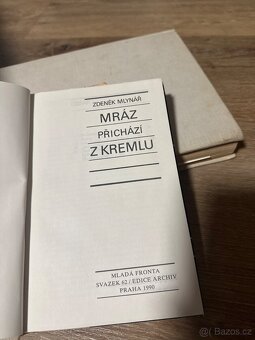 ZDENĚK MLYNÁŘ
MRÁZ
PŘICHÁZÍ
Z KREMLU
MLADÁ FRONTA
SVAZEK 62 / EDICE ARCHIV
PRAHA 1990
Bazos.cz